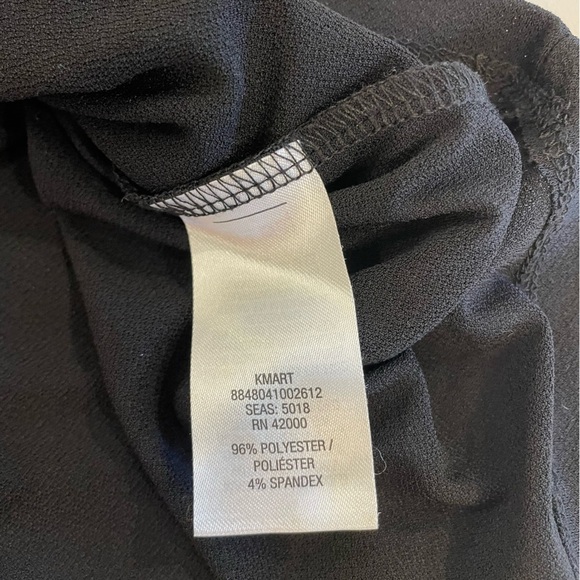 KMART
8848041002612
SEAS: 5018
RN 42000
96% POLYESTER /
POLIÉSTER
4% SPANDEX